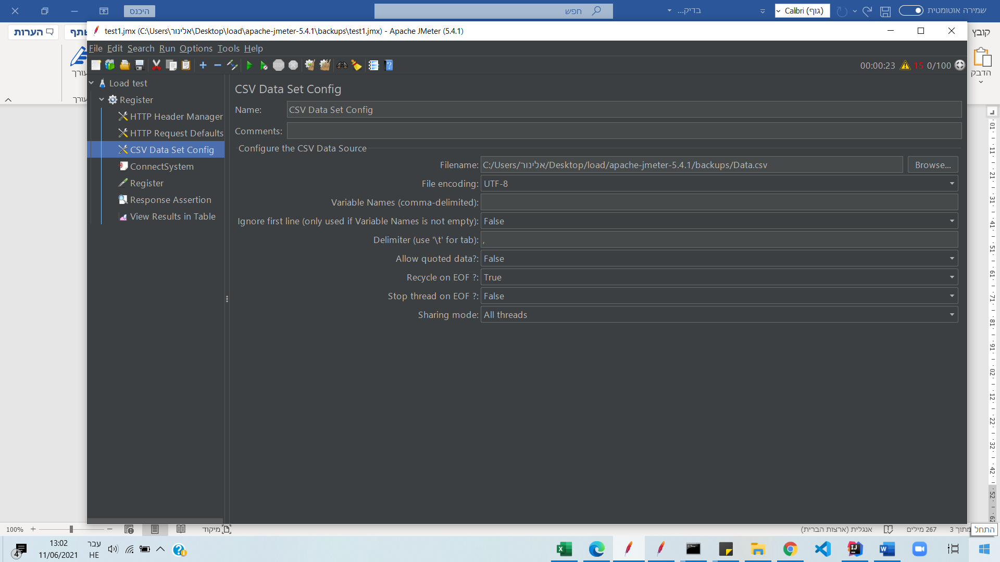 היכנס
חפש
בדיק...
Calibri (גוף)
שמירה אוטומטית
הערות
קובץ
הדבק
test1.jmx (C:\Users\אלינור\Desktop\load\apache-jmeter-5.4.1\backups\test1.jmx) - Apache JMeter (5.4.1)
File Edit Search Run Options Tools Help
00:00:23 15 0/100
Load test
Register
HTTP Header Manager
HTTP Request Defaults
CSV Data Set Config
ConnectSystem
Register
Response Assertion
View Results in Table
CSV Data Set Config
Name: CSV Data Set Config
Comments:
Configure the CSV Data Source
Filename: C:/Users/אלינור/Desktop/load/apache-jmeter-5.4.1/backups/Data.csv Browse...
File encoding: UTF-8
Variable Names (comma-delimited):
Ignore first line (only used if Variable Names is not empty): False
Delimiter (use '\t' for tab): ,
Allow quoted data?: False
Recycle on EOF ?: True
Stop thread on EOF ?: False
Sharing mode: All threads
100%
מיקוד
אנגלית (ארצות הברית)
267 מילים
מתוך 3
התחל
13:02
11/06/2021
עבר
HE
4